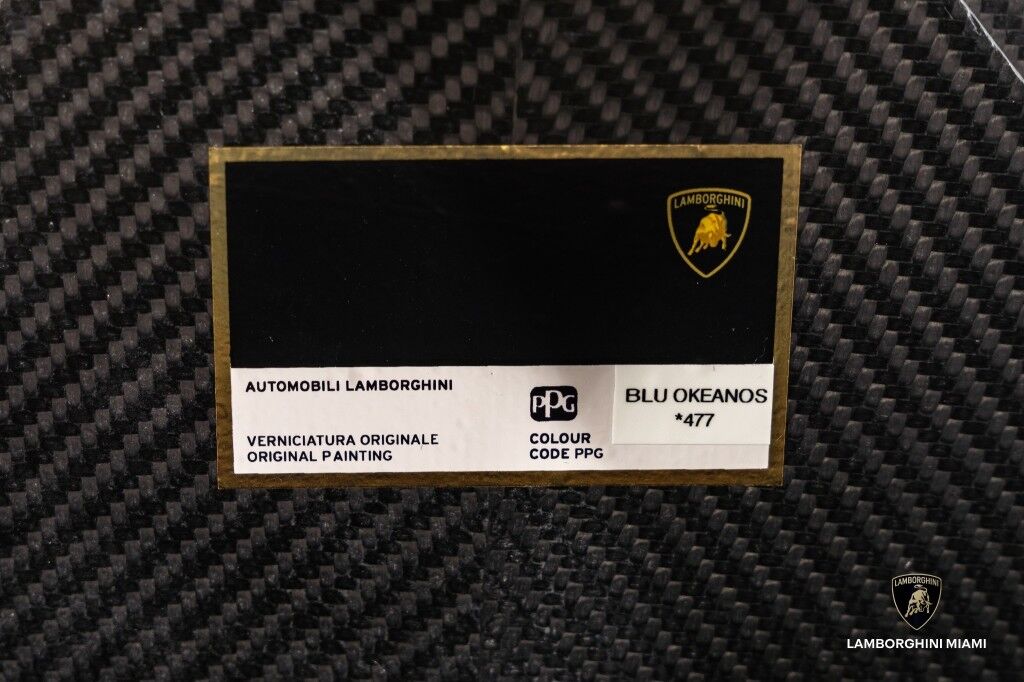 LAMBORGHINI
AUTOMOBILI LAMBORGHINI
VERNICIATURA ORIGINALE
ORIGINAL PAINTING
PPG
COLOUR
CODE PPG
BLU OKEANOS
*477
LAMBORGHINI
LAMBORGHINI MIAMI